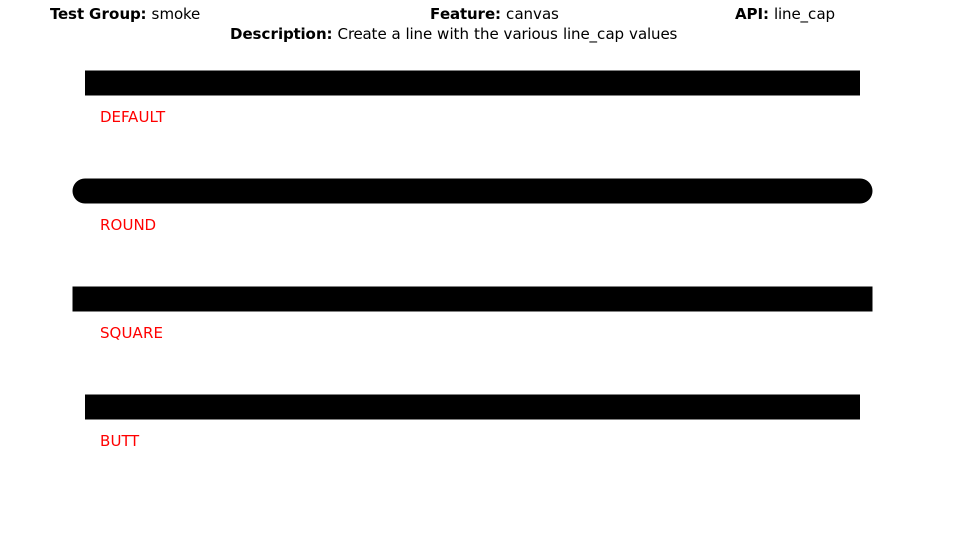 Test Group: smoke Feature: canvas API: line_cap
Description: Create a line with the various line_cap values
DEFAULT
ROUND
SQUARE
BUTT